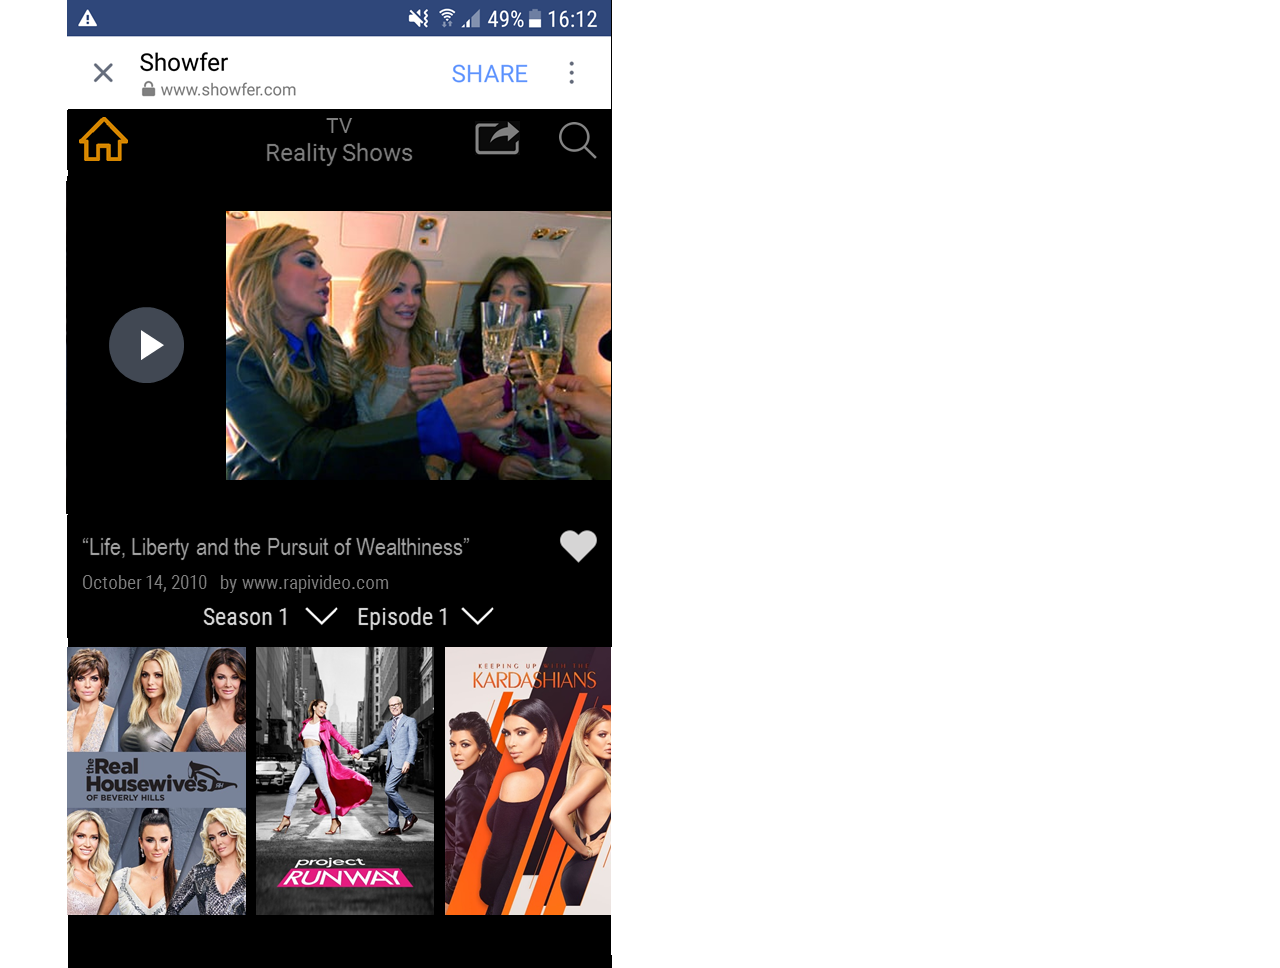 49% 16:12
Showfer
SHARE
www.showfer.com
TV
Reality Shows
“Life, Liberty and the Pursuit of Wealthiness”
October 14, 2010 by www.rapivideo.com
Season 1 Episode 1
the Real
Housewives
OF BEVERLY HILLS
project
RUNWAY
KEEPING UP WITH THE
KARDASHIANS